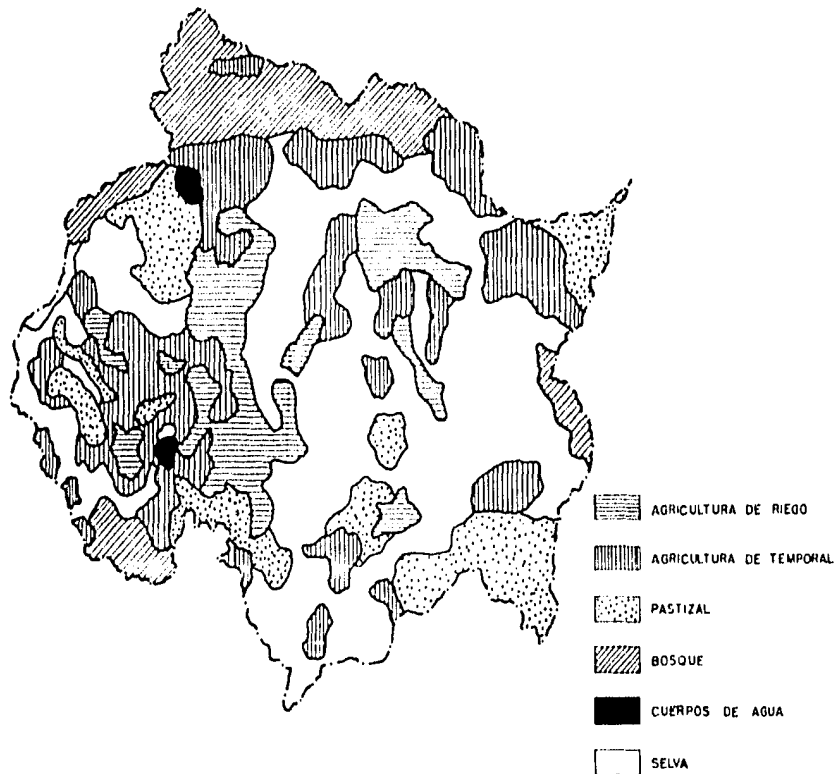 AGRICULTURA DE RIEGO
AGRICULTURA DE TEMPORAL
PASTIZAL
BOSQUE
CUERPOS DE AGUA
SELVA